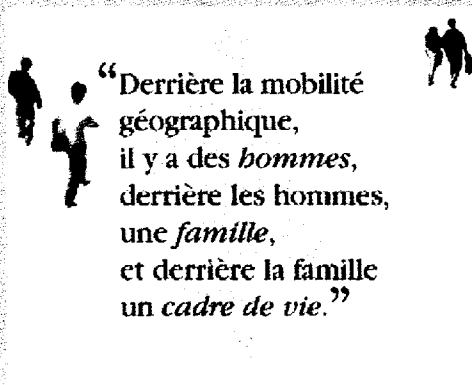 “Derrière la mobilité
géographique,
il y a des hommes,
derrière les hommes,
une famille,
et derrière la famille
un cadre de vie.”